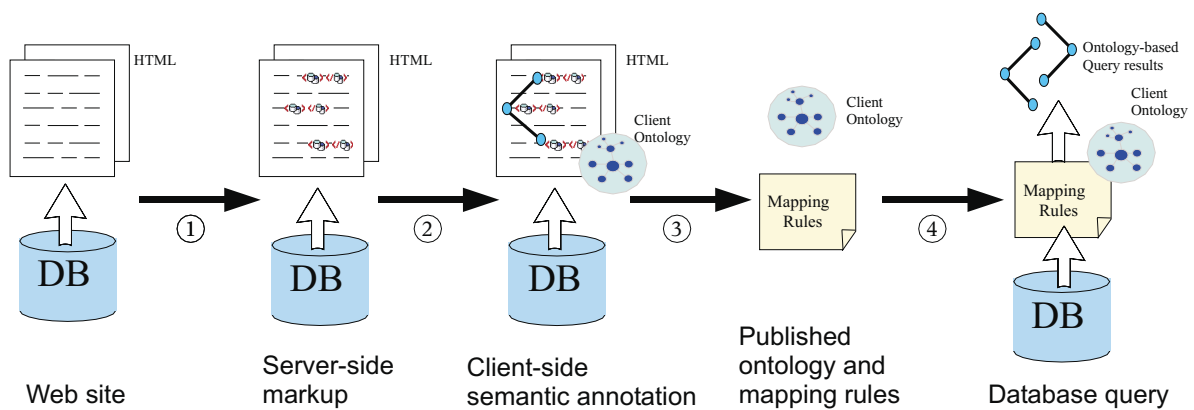 HTML
DB
Web site
①
HTML
DB
Server-side
markup
②
HTML
Client
Ontology
DB
Client-side
semantic annotation
③
Client
Ontology
Mapping
Rules
Published
ontology and
mapping rules
④
Ontology-based
Query results
Client
Ontology
Mapping
Rules
DB
Database query